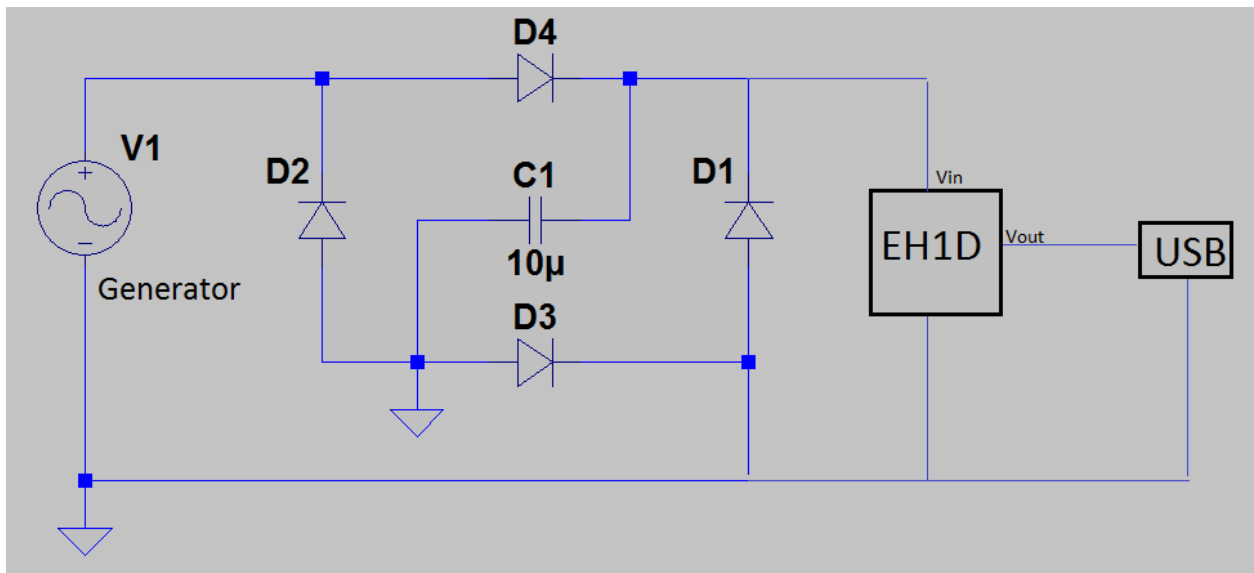 D4
V1
D2
C1
D1
Vin
EH1D
Vout
USB
10µ
Generator
D3